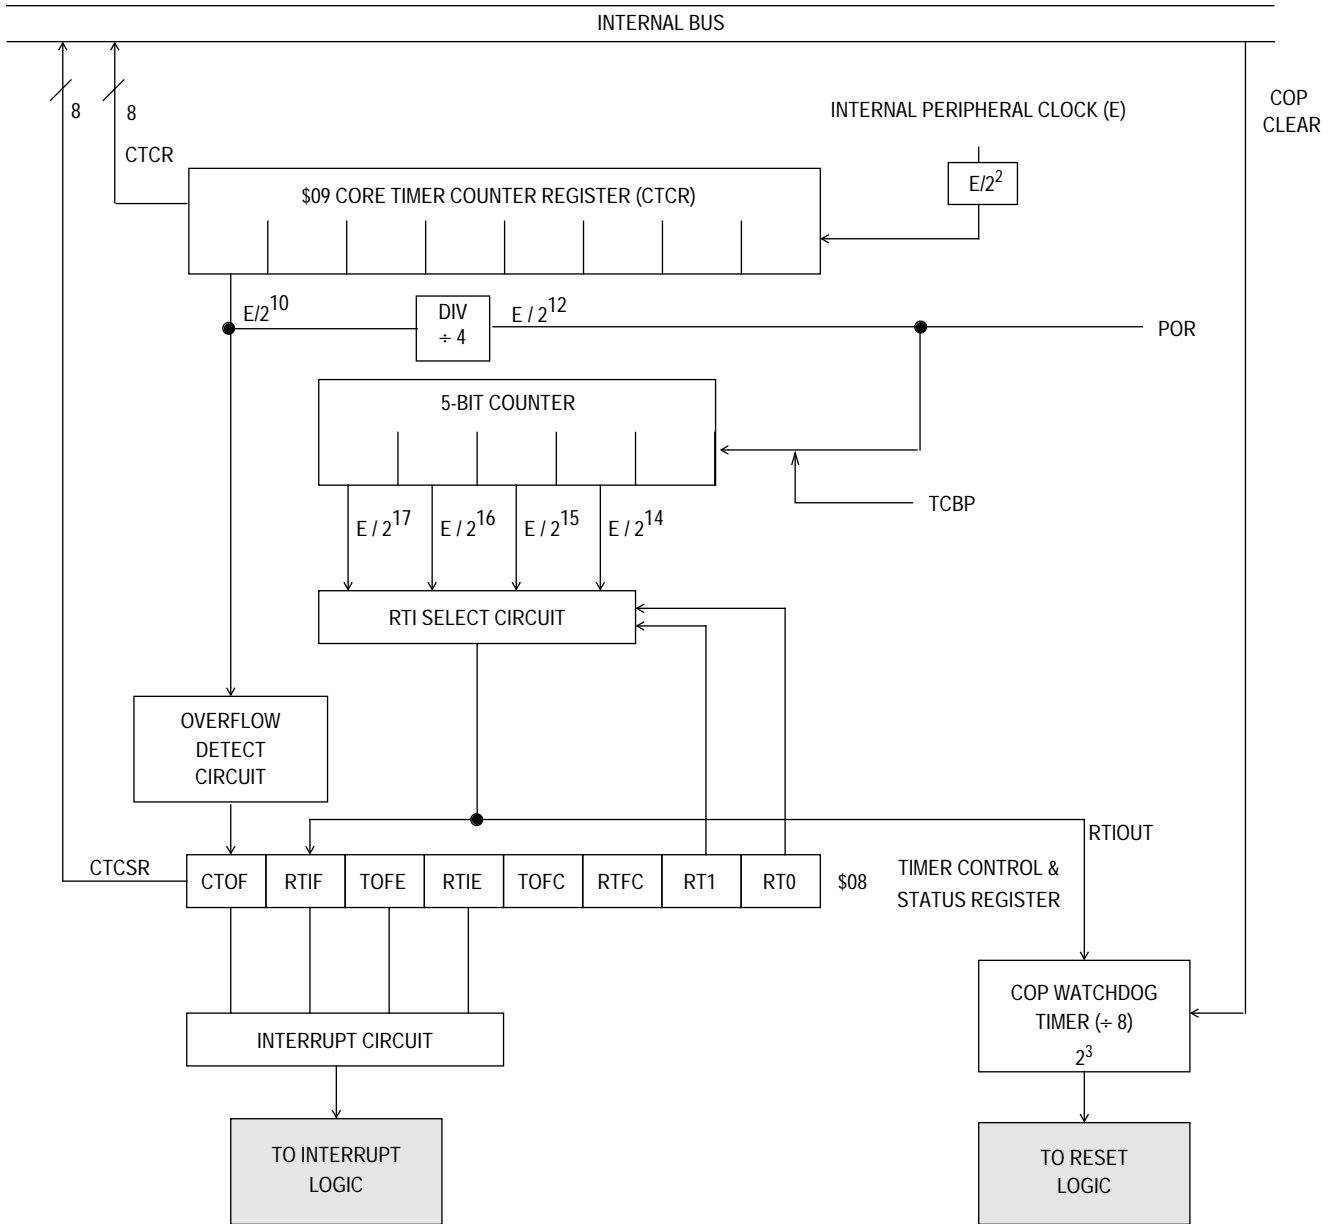 INTERNAL BUS
8
8
CTCR
INTERNAL PERIPHERAL CLOCK (E)
COP
CLEAR
E/2²
$09 CORE TIMER COUNTER REGISTER (CTCR)
E/2¹⁰
DIV
÷ 4
E / 2¹²
POR
5-BIT COUNTER
TCBP
E / 2¹⁷
E / 2¹⁶
E / 2¹⁵
E / 2¹⁴
RTI SELECT CIRCUIT
OVERFLOW
DETECT
CIRCUIT
RTIOUT
CTCSR
CTOF RTIF TOFE RTIE TOFC RTFC RT1 RT0
$08
TIMER CONTROL &
STATUS REGISTER
COP WATCHDOG
TIMER (÷ 8)
2³
INTERRUPT CIRCUIT
TO INTERRUPT
LOGIC
TO RESET
LOGIC